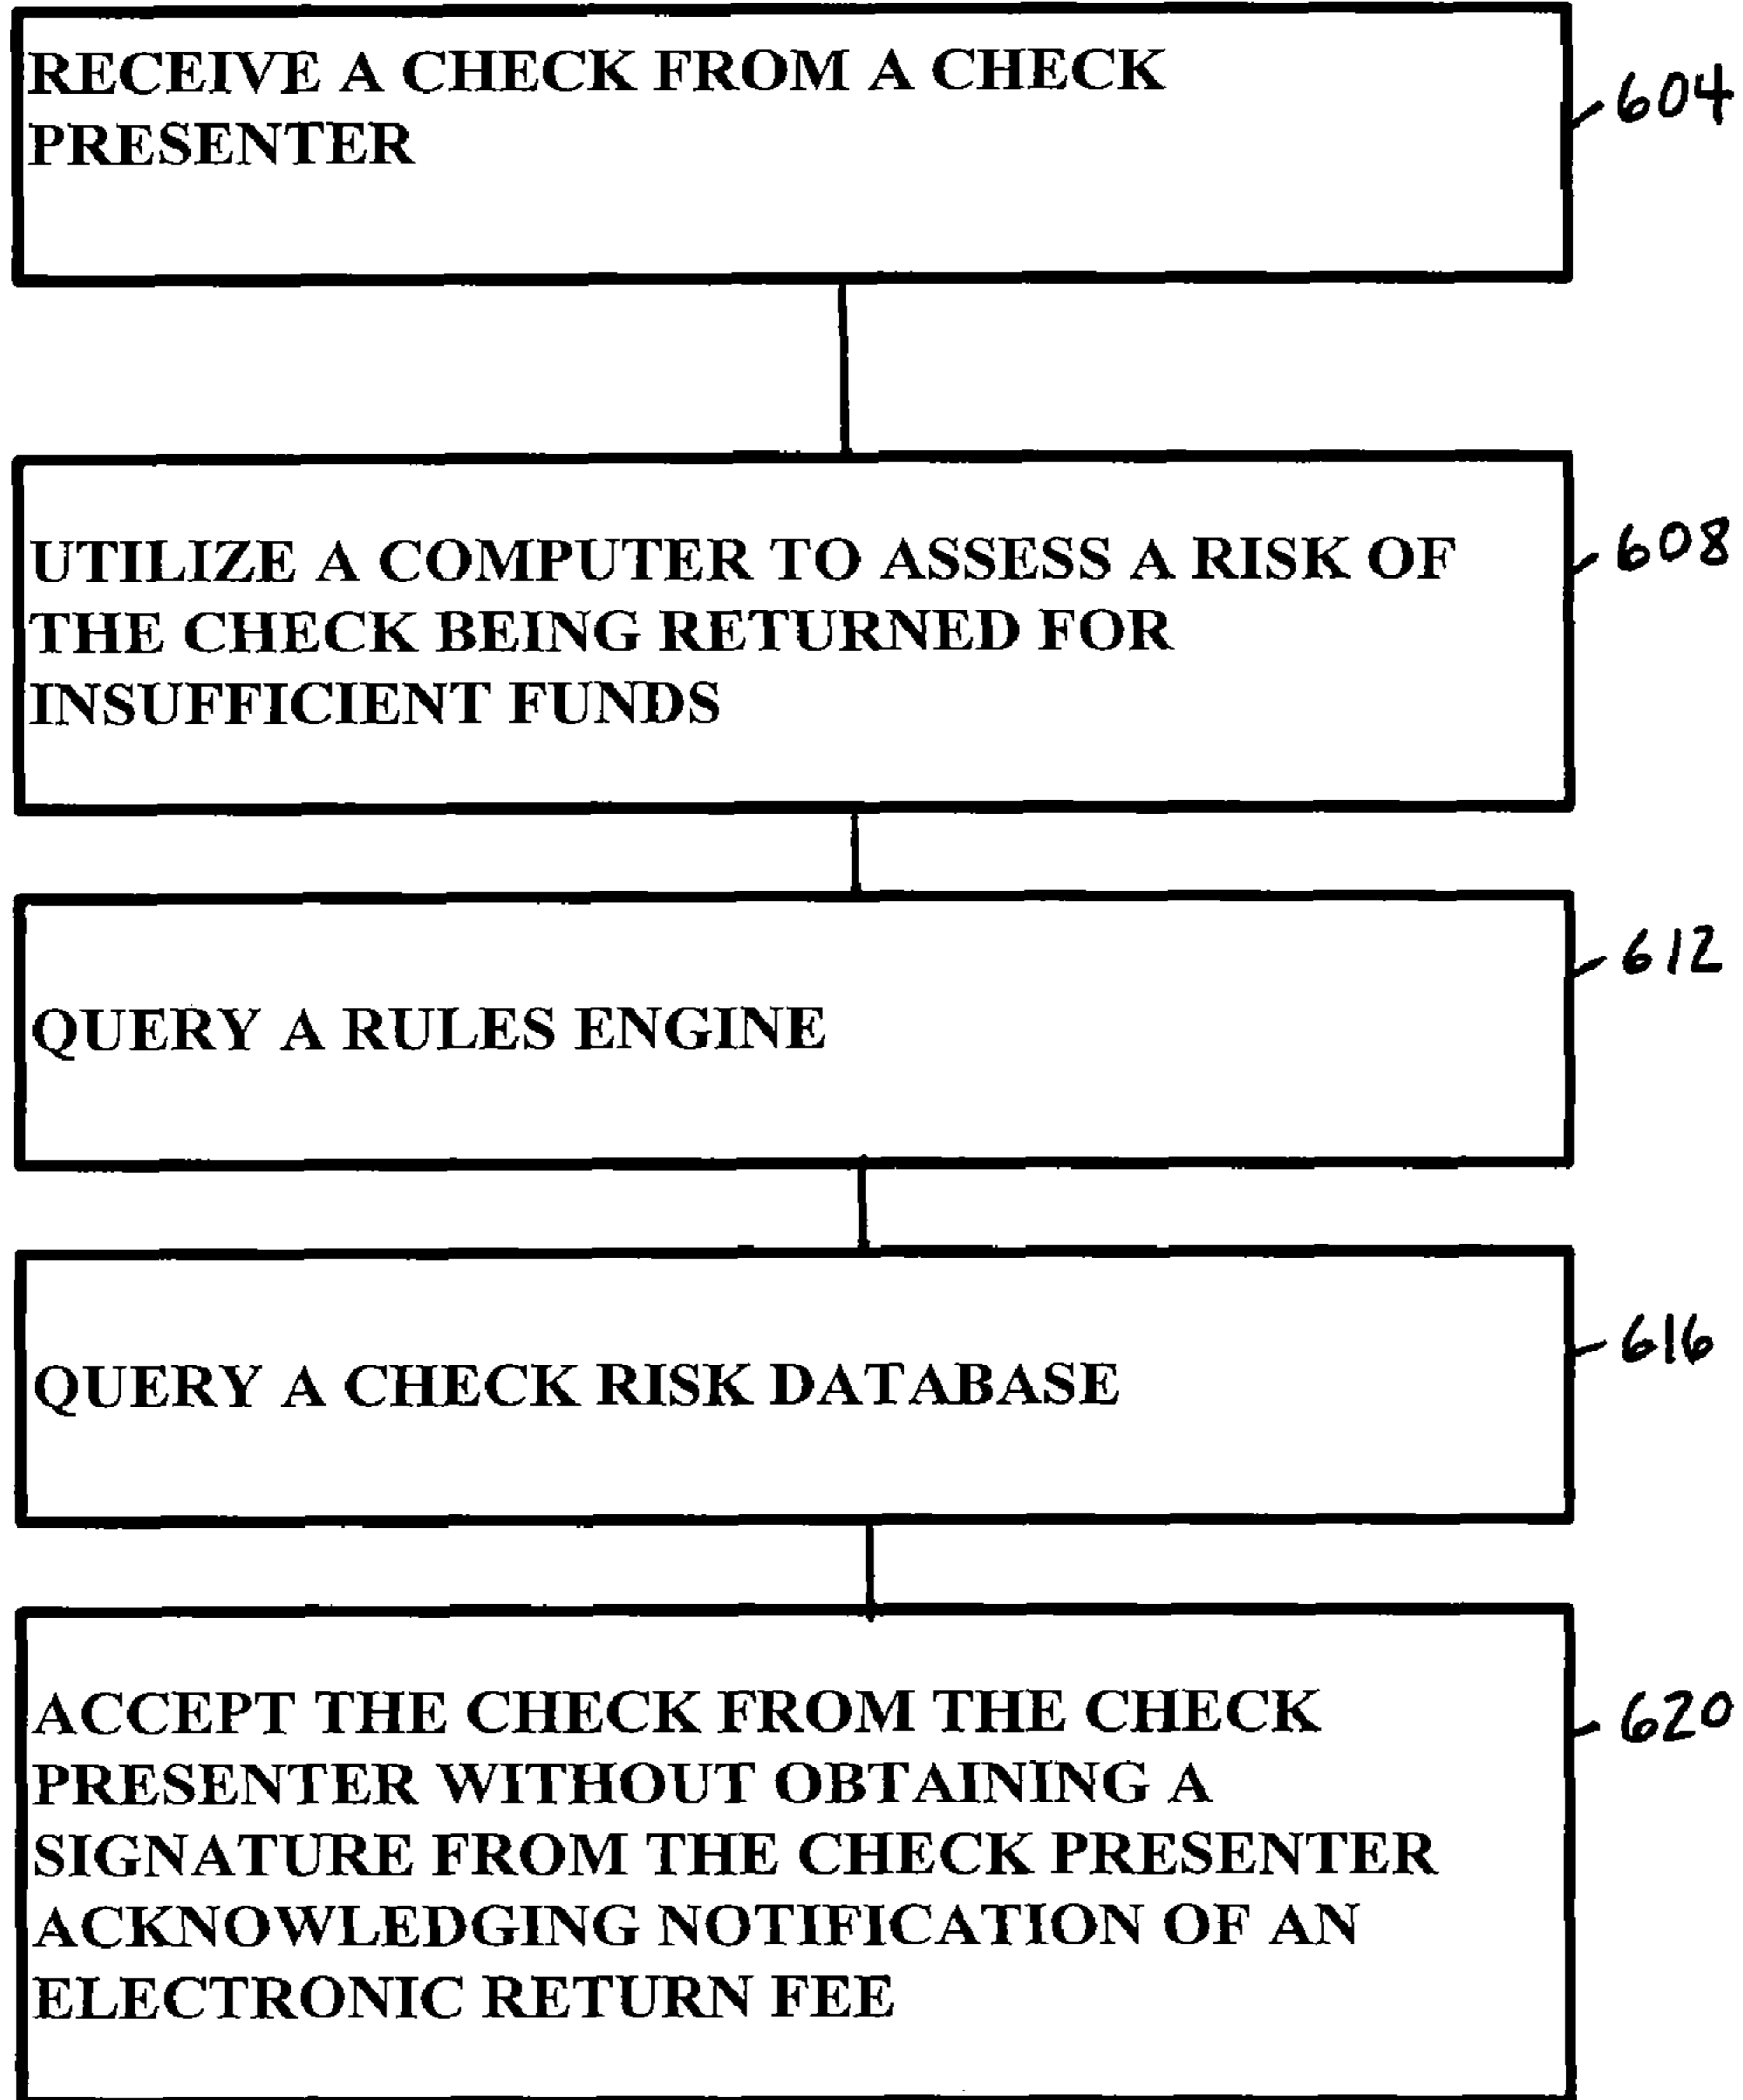 RECEIVE A CHECK FROM A CHECK
PRESENTER
604
UTILIZE A COMPUTER TO ASSESS A RISK OF
THE CHECK BEING RETURNED FOR
INSUFFICIENT FUNDS
608
QUERY A RULES ENGINE
612
QUERY A CHECK RISK DATABASE
616
ACCEPT THE CHECK FROM THE CHECK
PRESENTER WITHOUT OBTAINING A
SIGNATURE FROM THE CHECK PRESENTER
ACKNOWLEDGING NOTIFICATION OF AN
ELECTRONIC RETURN FEE
620